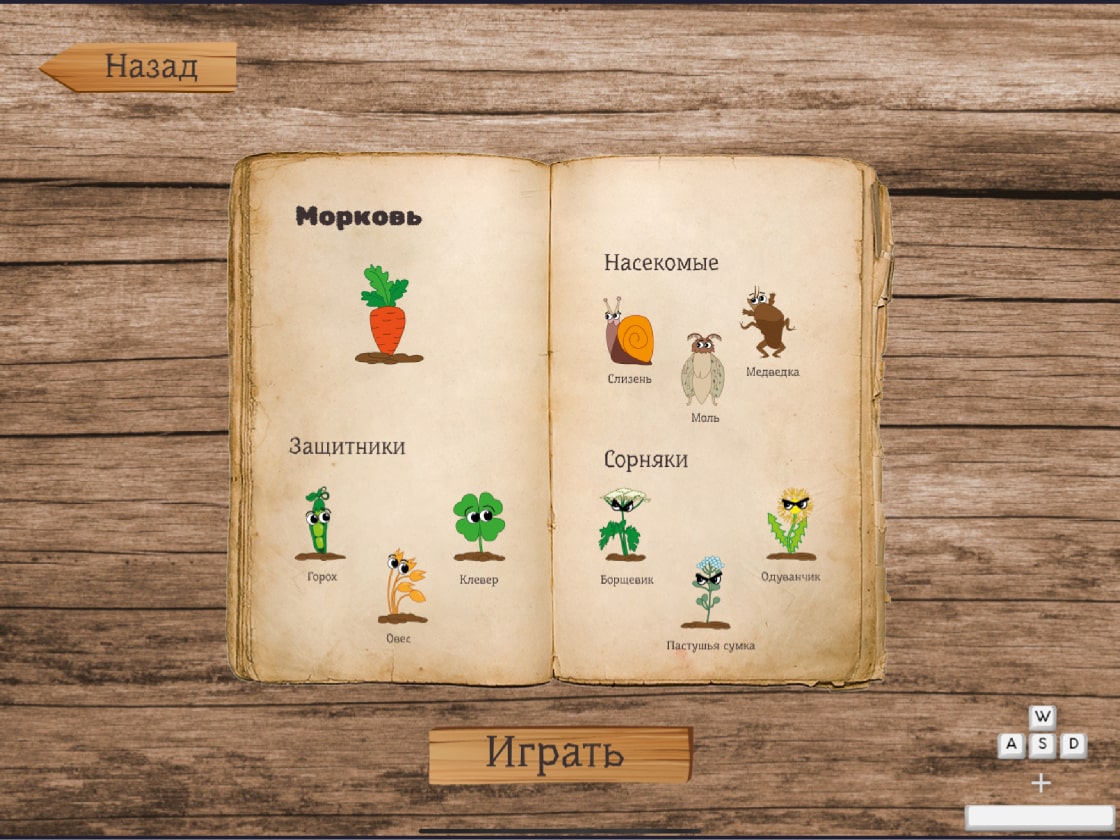 Назад
Морковь
Защитники
Горох
Овес
Клевер
Насекомые
Слизень
Моль
Медведка
Сорняки
Борщевик
Пастушья сумка
Одуванчик
Играть
W
A S D
+